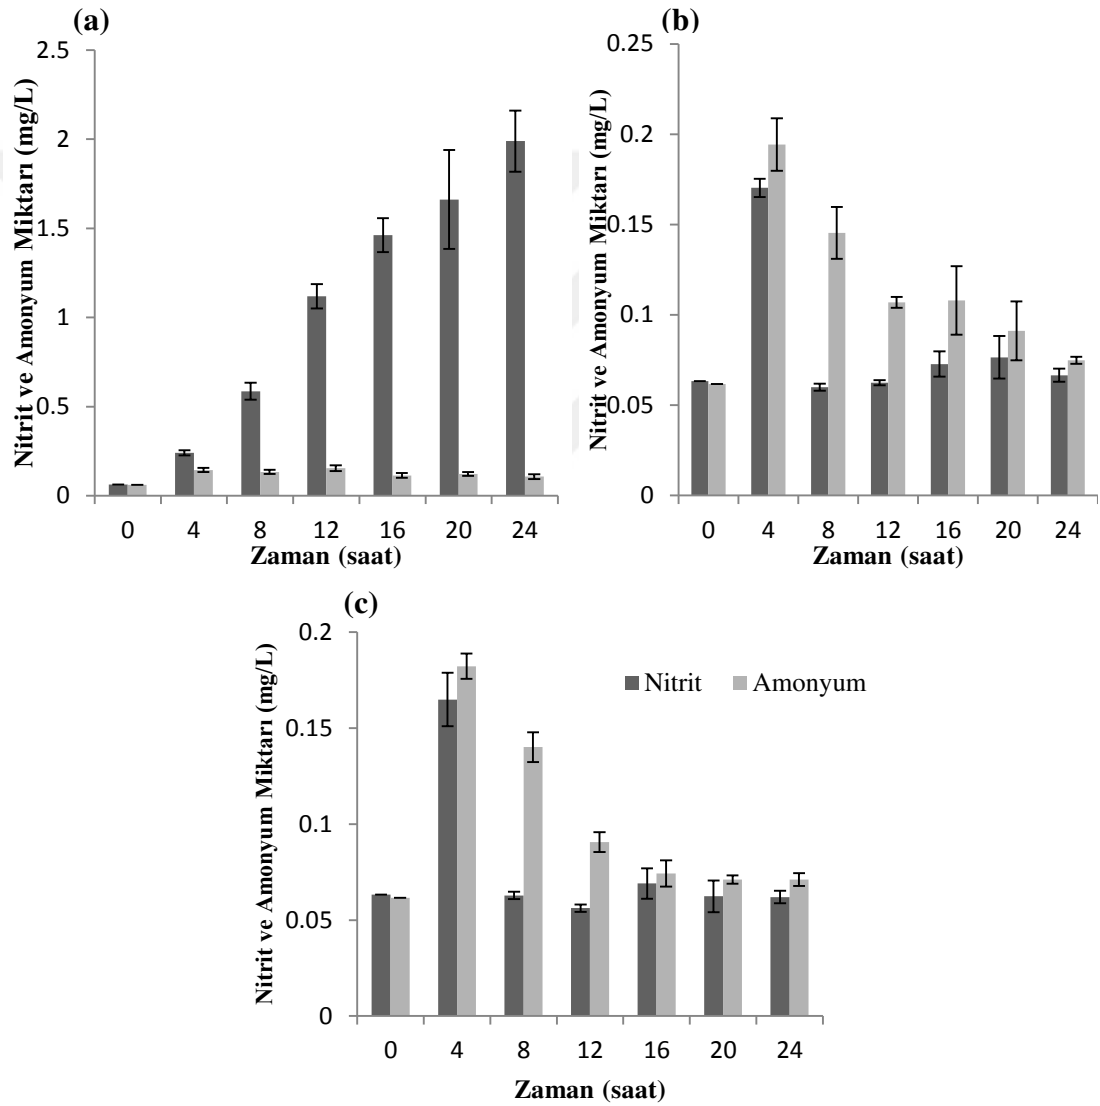 (a)
Nitrit ve Amonyum Miktarı (mg/L)
2.5
2
1.5
1
0.5
0
0 4 8 12 16 20 24
Zaman (saat)
(b)
Nitrit ve Amonyum Miktarı (mg/L)
0.25
0.2
0.15
0.1
0.05
0
0 4 8 12 16 20 24
Zaman (saat)
(c)
Nitrit ve Amonyum Miktarı (mg/L)
0.2
0.15
0.1
0.05
0
Nitrit Amonyum
0 4 8 12 16 20 24
Zaman (saat)